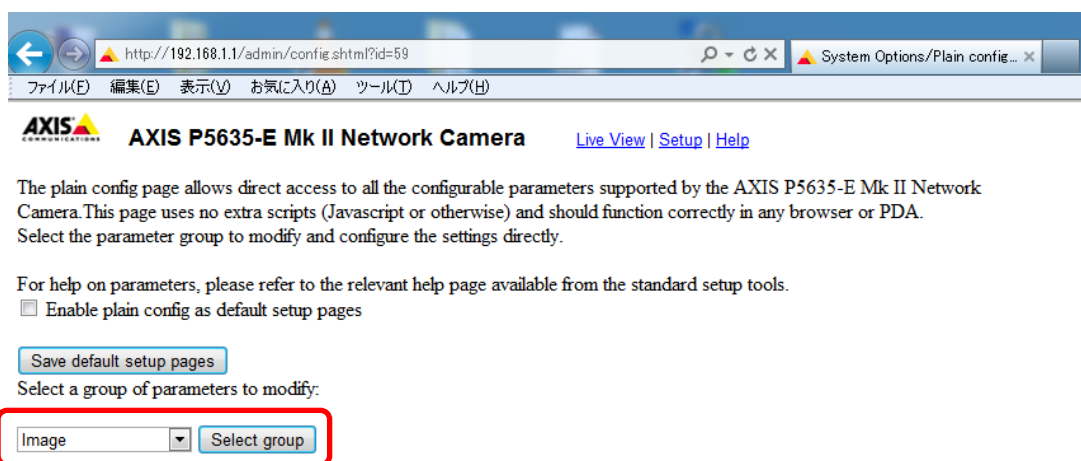 http://192.168.1.1/admin/config.shtml?id=59
System Options/Plain config...
ファイル(F) 編集(E) 表示(V) お気に入り(A) ツール(T) ヘルプ(H)
AXIS COMMUNICATIONS
AXIS P5635-E Mk II Network Camera Live View | Setup | Help
The plain config page allows direct access to all the configurable parameters supported by the AXIS P5635-E Mk II Network
Camera.This page uses no extra scripts (Javascript or otherwise) and should function correctly in any browser or PDA.
Select the parameter group to modify and configure the settings directly.
For help on parameters, please refer to the relevant help page available from the standard setup tools.
Enable plain config as default setup pages
Save default setup pages
Select a group of parameters to modify:
Image Select group